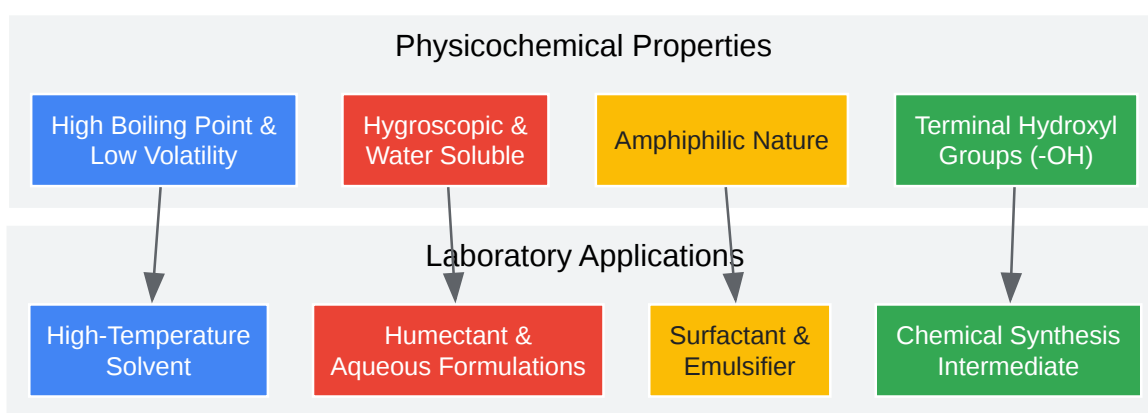 Physicochemical Properties
High Boiling Point &
Low Volatility
Hygroscopic &
Water Soluble
Amphiphilic Nature
Terminal Hydroxyl
Groups (-OH)
Laboratory Applications
High-Temperature
Solvent
Humectant &
Aqueous Formulations
Surfactant &
Emulsifier
Chemical Synthesis
Intermediate